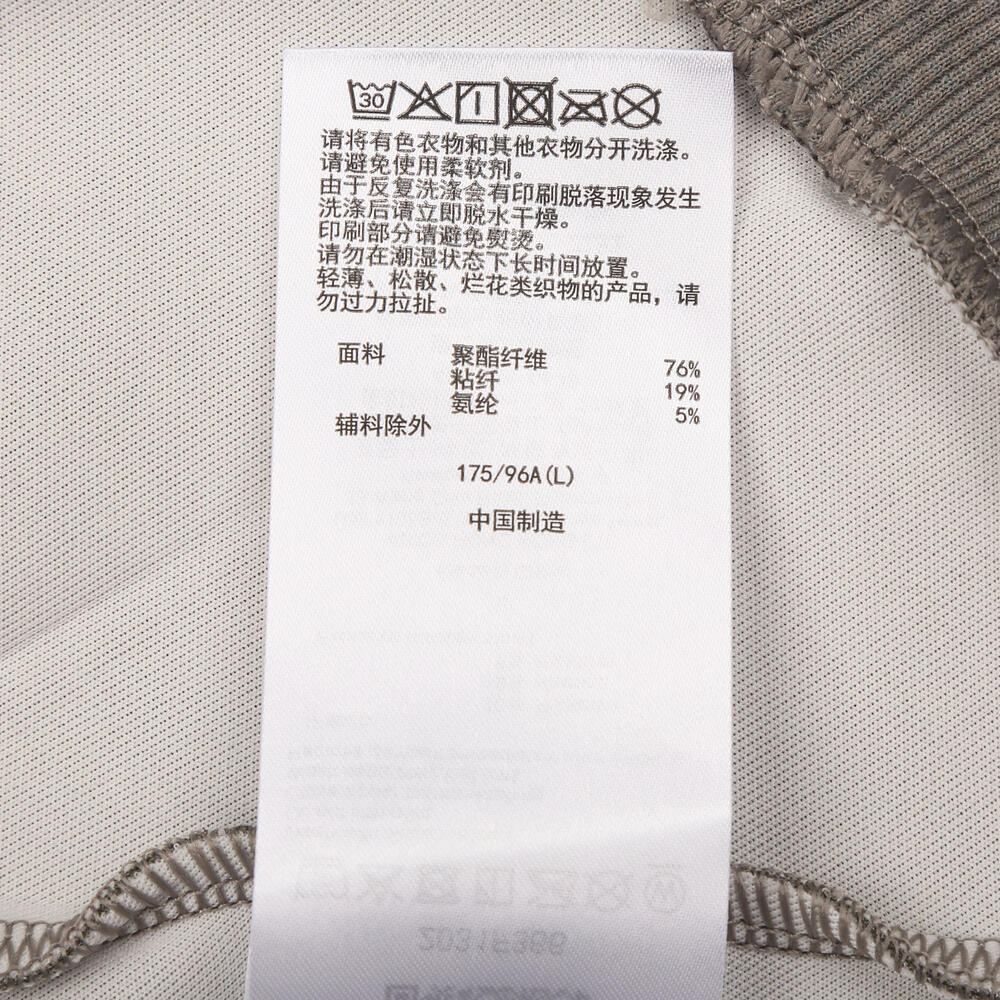 30
请将有色衣物和其他衣物分开洗涤。
请避免使用柔软剂。
由于反复洗涤会有印刷脱落现象发生
洗涤后请立即脱水干燥。
印刷部分请避免熨烫。
请勿在潮湿状态下长时间放置。
轻薄、松散、烂花类织物的产品，请
勿过力拉扯。
面料 聚酯纤维 76%
粘纤 19%
氨纶 5%
辅料除外
175/96A(L)
中国制造